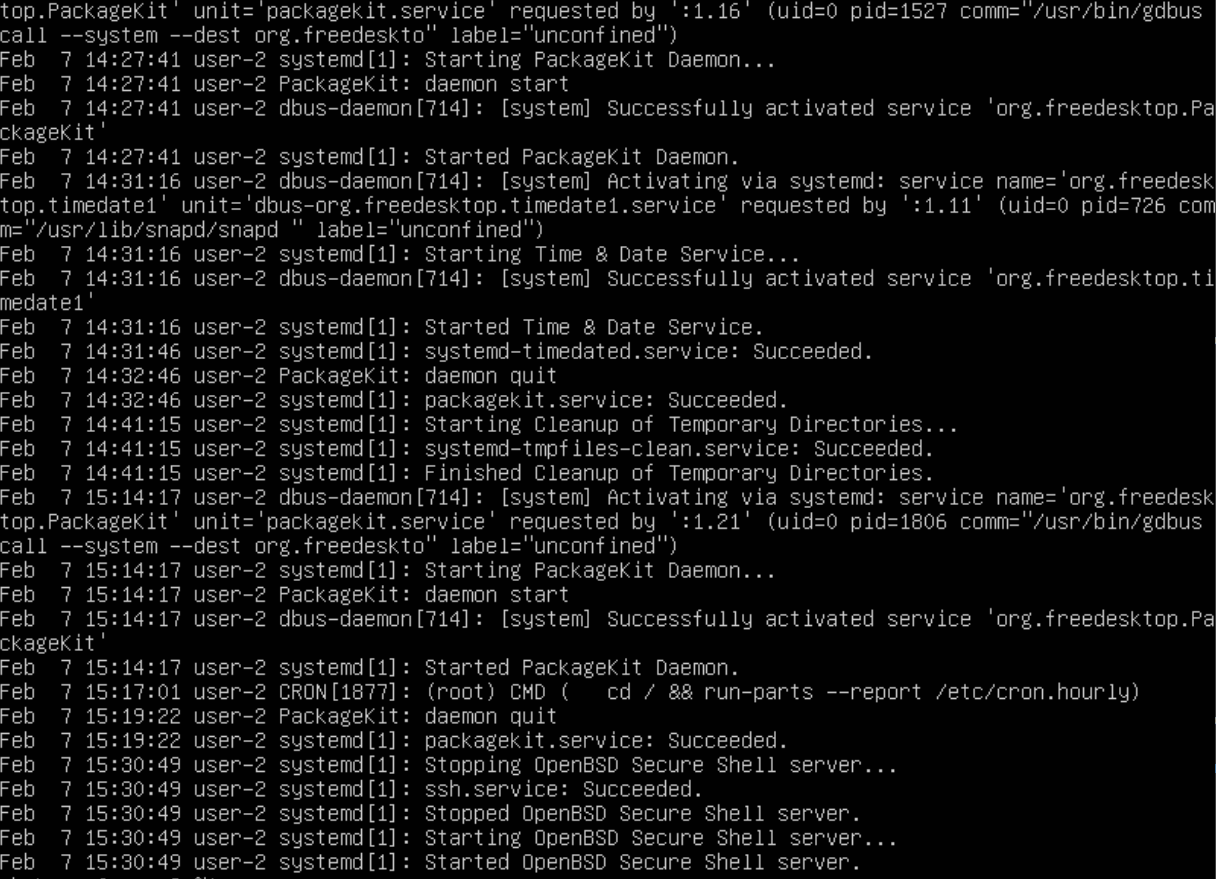 top.PackageKit' unit='packagekit.service' requested by ':1.16' (uid=0 pid=1527 comm="/usr/bin/gdbus
call --system --dest org.freedeskto" label="unconfined")
Feb  7 14:27:41 user-2 systemd[1]: Starting PackageKit Daemon...
Feb  7 14:27:41 user-2 PackageKit: daemon start
Feb  7 14:27:41 user-2 dbus-daemon[714]: [system] Successfully activated service 'org.freedesktop.Pa
ckageKit'
Feb  7 14:27:41 user-2 systemd[1]: Started PackageKit Daemon.
Feb  7 14:31:16 user-2 dbus-daemon[714]: [system] Activating via systemd: service name='org.freedesk
top.timedate1' unit='dbus-org.freedesktop.timedate1.service' requested by ':1.11' (uid=0 pid=726 com
m="/usr/lib/snapd/snapd " label="unconfined")
Feb  7 14:31:16 user-2 systemd[1]: Starting Time & Date Service...
Feb  7 14:31:16 user-2 dbus-daemon[714]: [system] Successfully activated service 'org.freedesktop.ti
medate1'
Feb  7 14:31:16 user-2 systemd[1]: Started Time & Date Service.
Feb  7 14:31:46 user-2 systemd[1]: systemd-timedated.service: Succeeded.
Feb  7 14:32:46 user-2 PackageKit: daemon quit
Feb  7 14:32:46 user-2 systemd[1]: packagekit.service: Succeeded.
Feb  7 14:41:15 user-2 systemd[1]: Starting Cleanup of Temporary Directories...
Feb  7 14:41:15 user-2 systemd[1]: systemd-tmpfiles-clean.service: Succeeded.
Feb  7 14:41:15 user-2 systemd[1]: Finished Cleanup of Temporary Directories.
Feb  7 15:14:17 user-2 dbus-daemon[714]: [system] Activating via systemd: service name='org.freedesk
top.PackageKit' unit='packagekit.service' requested by ':1.21' (uid=0 pid=1806 comm="/usr/bin/gdbus
call --system --dest org.freedeskto" label="unconfined")
Feb  7 15:14:17 user-2 systemd[1]: Starting PackageKit Daemon...
Feb  7 15:14:17 user-2 PackageKit: daemon start
Feb  7 15:14:17 user-2 dbus-daemon[714]: [system] Successfully activated service 'org.freedesktop.Pa
ckageKit'
Feb  7 15:14:17 user-2 systemd[1]: Started PackageKit Daemon.
Feb  7 15:17:01 user-2 CRON[1877]: (root) CMD (   cd / && run-parts --report /etc/cron.hourly)
Feb  7 15:19:22 user-2 PackageKit: daemon quit
Feb  7 15:19:22 user-2 systemd[1]: packagekit.service: Succeeded.
Feb  7 15:30:49 user-2 systemd[1]: Stopping OpenBSD Secure Shell server...
Feb  7 15:30:49 user-2 systemd[1]: ssh.service: Succeeded.
Feb  7 15:30:49 user-2 systemd[1]: Stopped OpenBSD Secure Shell server.
Feb  7 15:30:49 user-2 systemd[1]: Starting OpenBSD Secure Shell server...
Feb  7 15:30:49 user-2 systemd[1]: Started OpenBSD Secure Shell server.